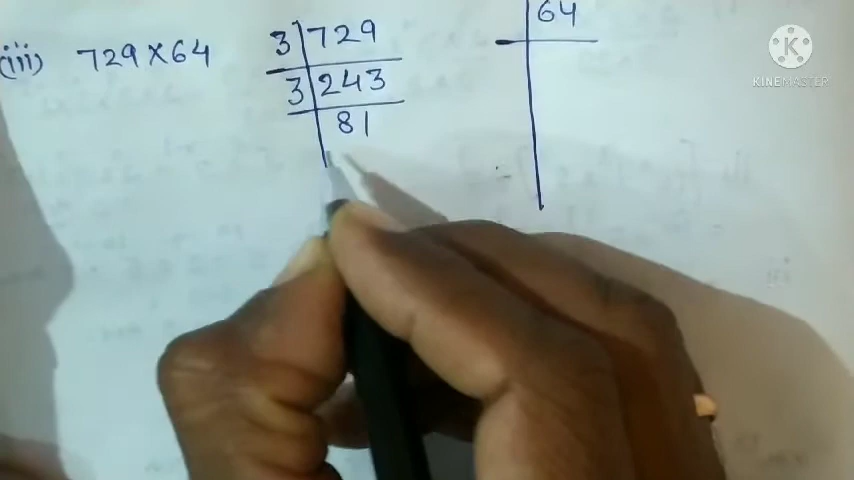 (iii) 729×64
3 | 729
3 | 243
81
64
K
KINEMASTER